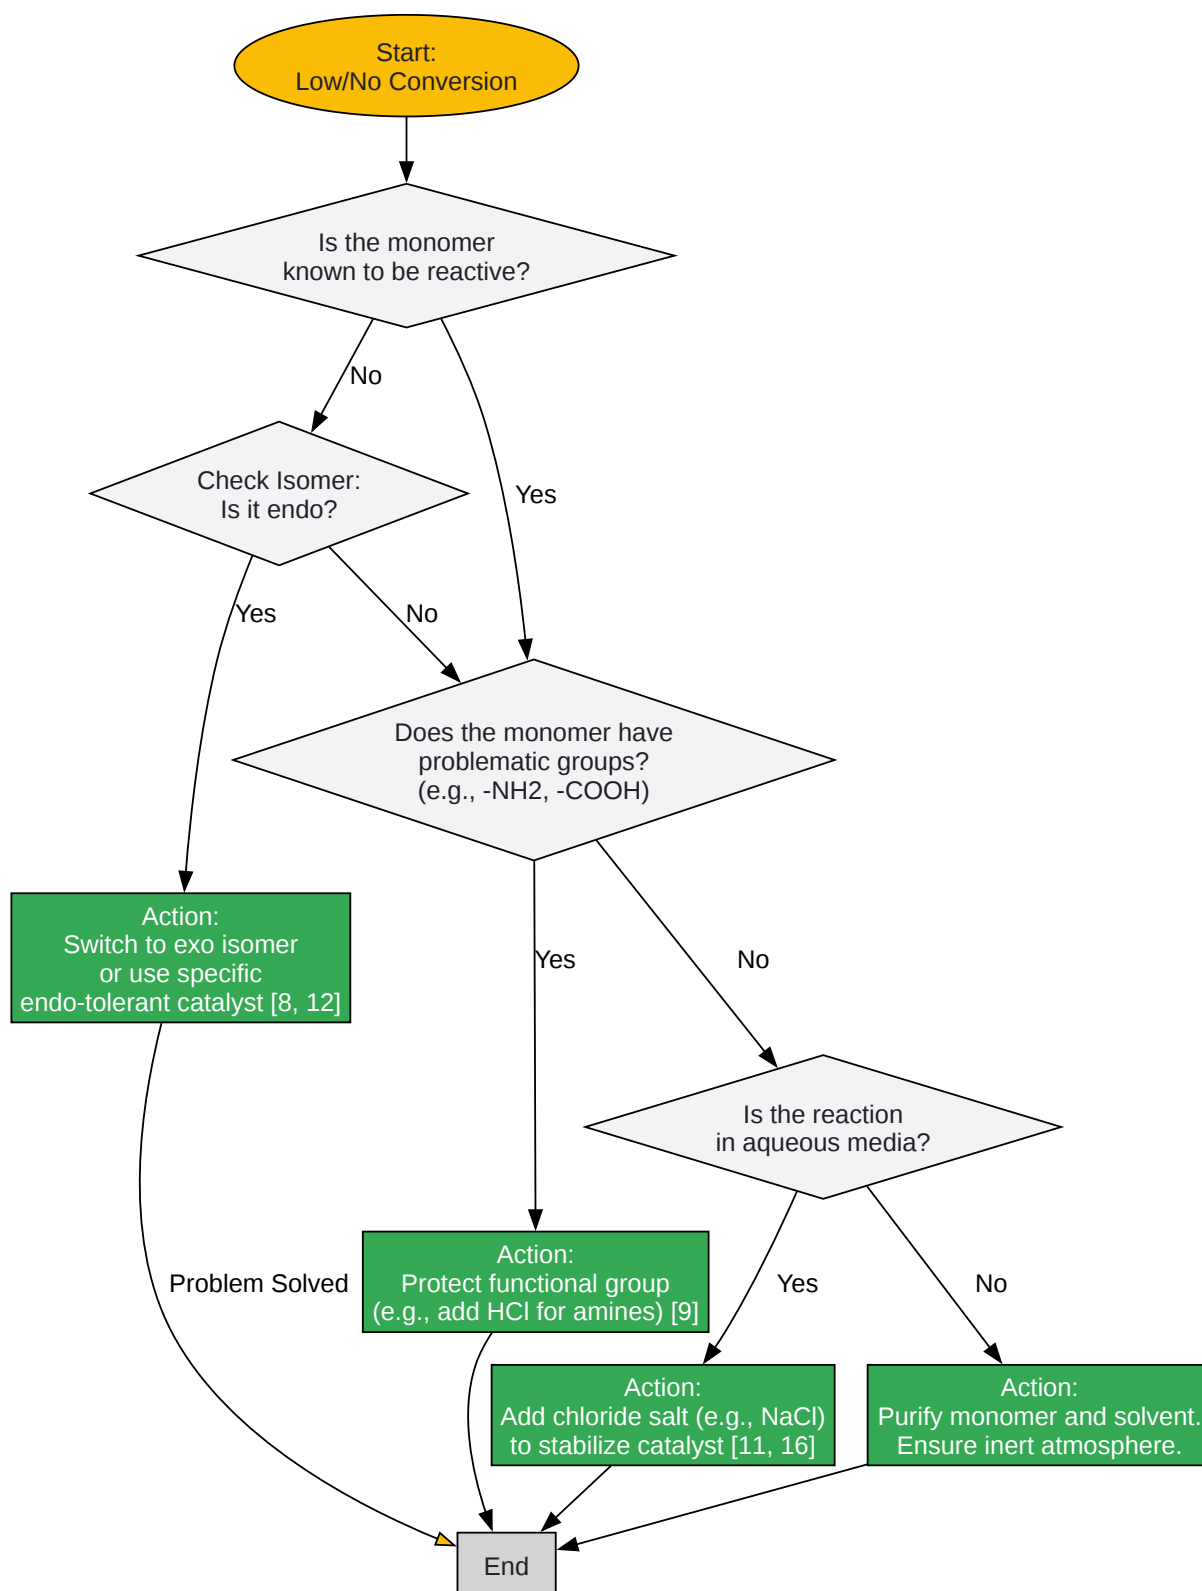 Start:
Low/No Conversion
Is the monomer
known to be reactive?
No
Yes
Check Isomer:
Is it endo?
Yes
No
Does the monomer have
problematic groups?
(e.g., -NH2, -COOH)
Action:
Switch to exo isomer
or use specific
endo-tolerant catalyst [8, 12]
Yes
No
Is the reaction
in aqueous media?
Problem Solved
Action:
Protect functional group
(e.g., add HCl for amines) [9]
Yes
No
Action:
Add chloride salt (e.g., NaCl)
to stabilize catalyst [11, 16]
Action:
Purify monomer and solvent.
Ensure inert atmosphere.
End